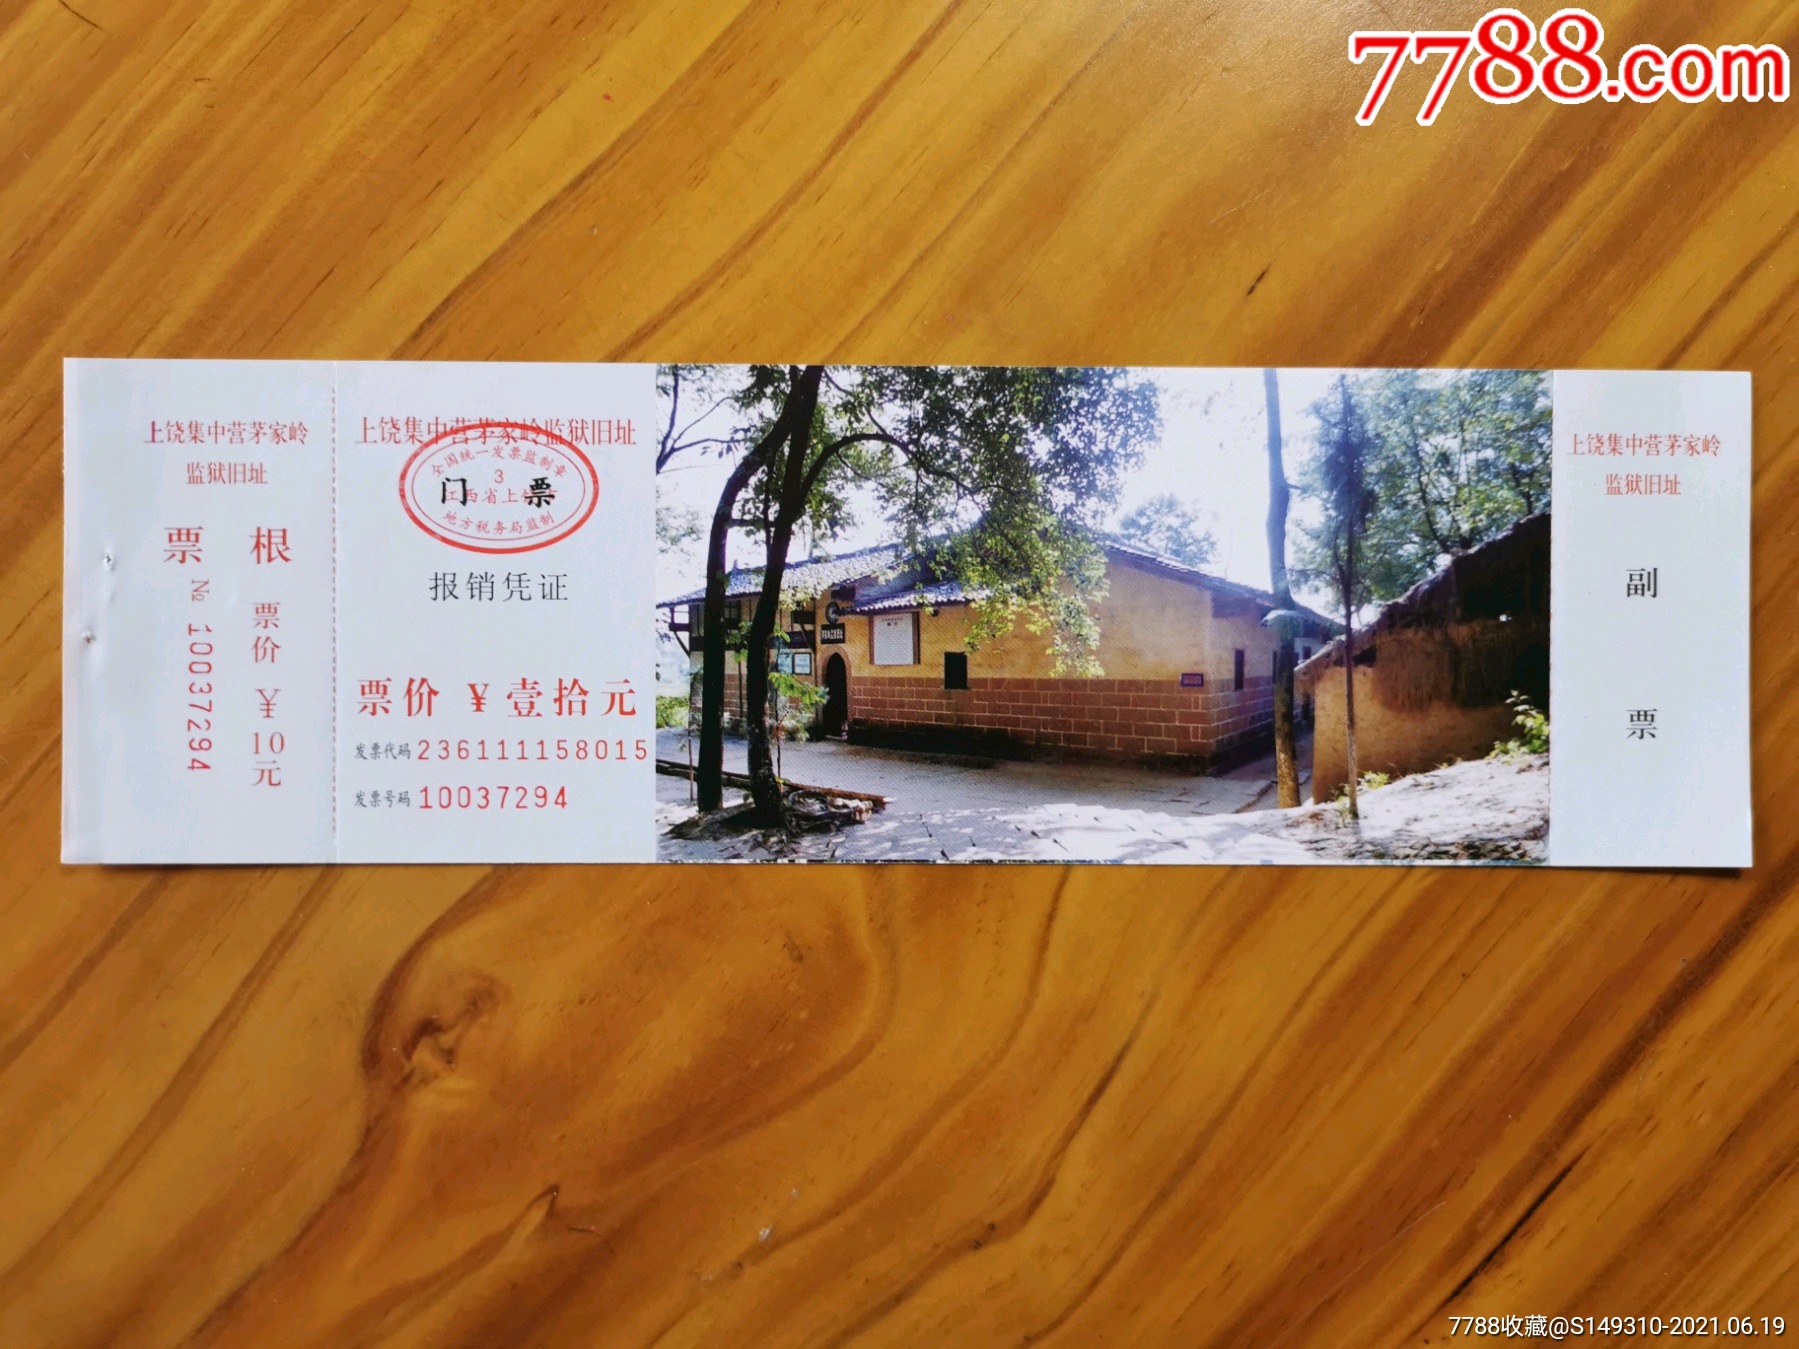 7788.com
上饶集中营茅家岭
监狱旧址
票根
票价 ¥10元
№ 10037294
上饶集中营茅家岭监狱旧址
全国统一发票监制章
3
江西省上
地方税务局监制
门票
报销凭证
票价 ¥壹拾元
发票代码 236111158015
发票号码 10037294
上饶集中营茅家岭
监狱旧址
副票
7788收藏@S149310-2021.06.19